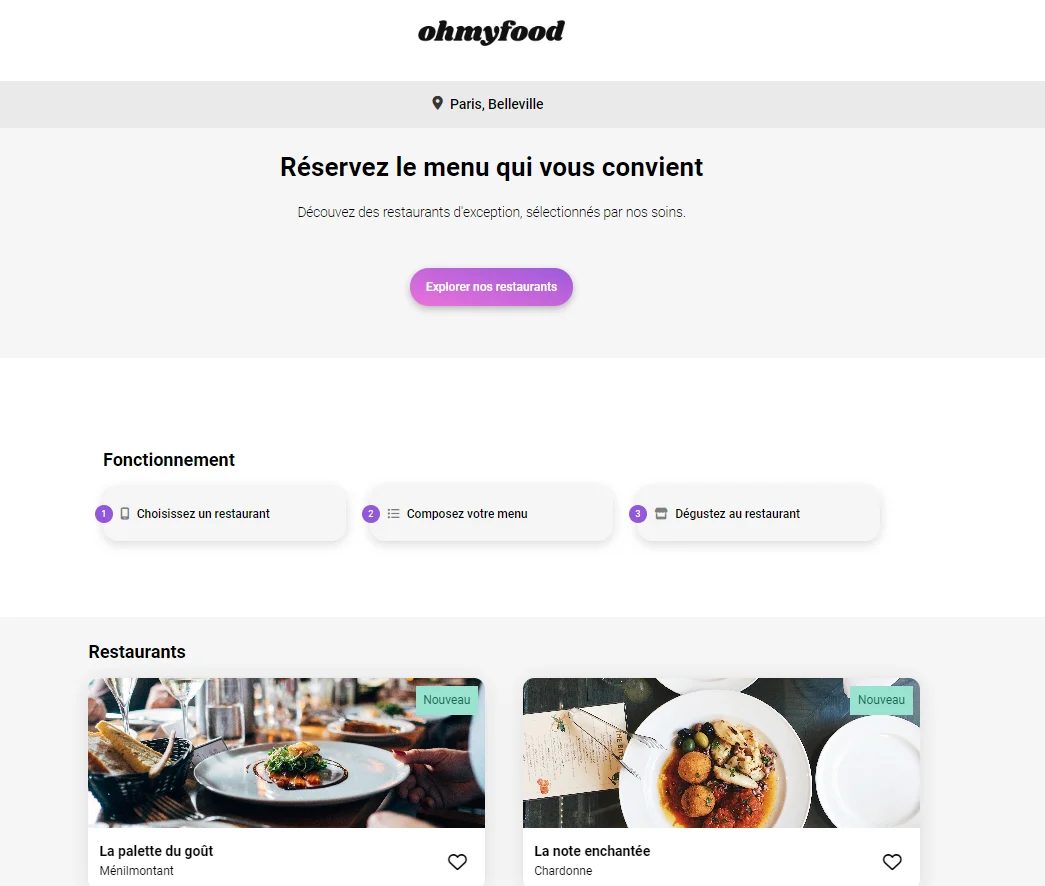 ohmyfood
Paris, Belleville
Réservez le menu qui vous convient
Découvez des restaurants d'exception, sélectionnés par nos soins.
Explorer nos restaurants
Fonctionnement
1 Choisissez un restaurant
2 Composez votre menu
3 Dégustez au restaurant
Restaurants
Nouveau
Nouveau
La palette du goût
Ménilmontant
La note enchantée
Chardonne